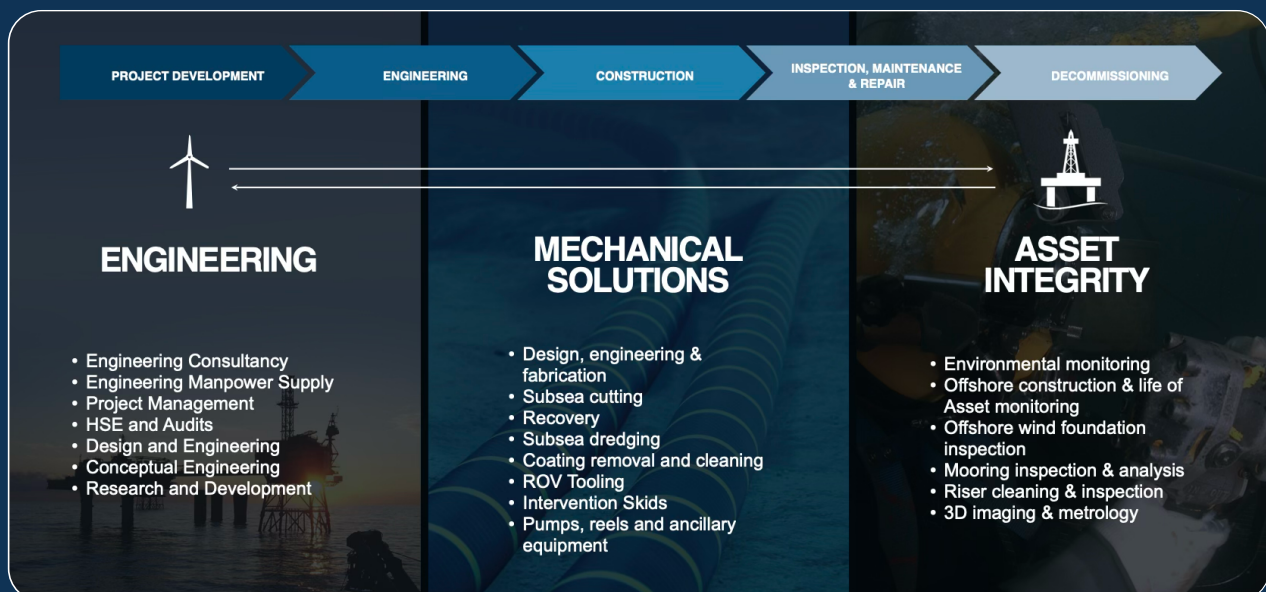 PROJECT DEVELOPMENT
ENGINEERING
CONSTRUCTION
INSPECTION, MAINTENANCE
& REPAIR
DECOMMISSIONING
ENGINEERING
• Engineering Consultancy
• Engineering Manpower Supply
• Project Management
• HSE and Audits
• Design and Engineering
• Conceptual Engineering
• Research and Development
MECHANICAL
SOLUTIONS
• Design, engineering &
fabrication
• Subsea cutting
• Recovery
• Subsea dredging
• Coating removal and cleaning
• ROV Tooling
• Intervention Skids
• Pumps, reels and ancillary
equipment
ASSET
INTEGRITY
• Environmental monitoring
• Offshore construction & life of
Asset monitoring
• Offshore wind foundation
inspection
• Mooring inspection & analysis
• Riser cleaning & inspection
• 3D imaging & metrology